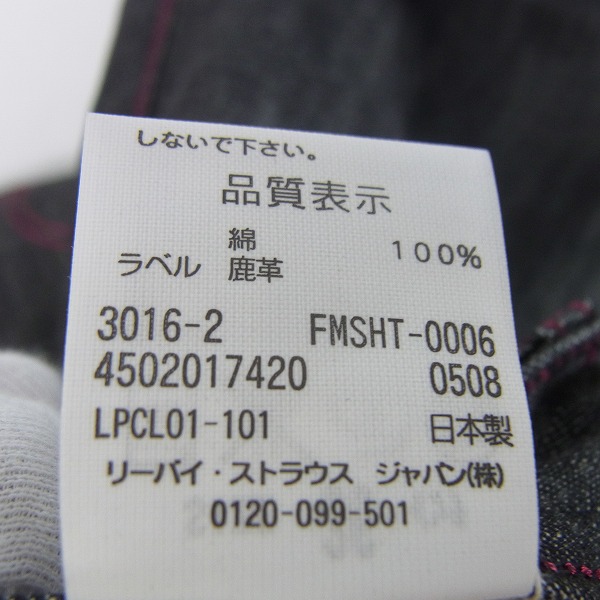 しないで下さい。
品質表示
綿 100%
ラベル 鹿革
3016-2 FMSHT-0006
4502017420 0508
LPCL01-101 日本製
リーバイ・ストラウス ジャパン(株)
0120-099-501